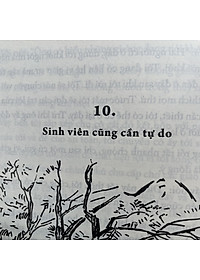 10.
Sinh viên cũng cần tự do